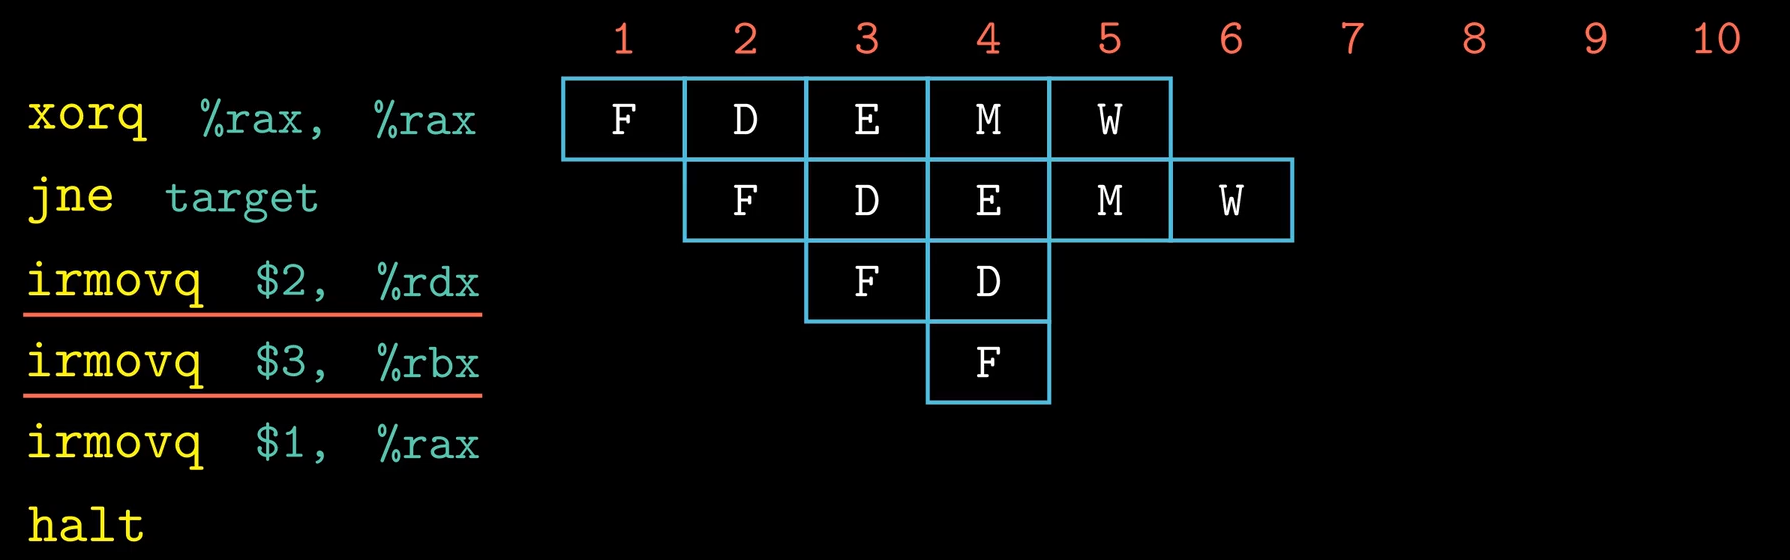 1 2 3 4 5 6 7 8 9 10
xorq %rax, %rax F D E M W
jne target F D E M W
irmovq $2, %rdx F D
irmovq $3, %rbx F
irmovq $1, %rax
halt